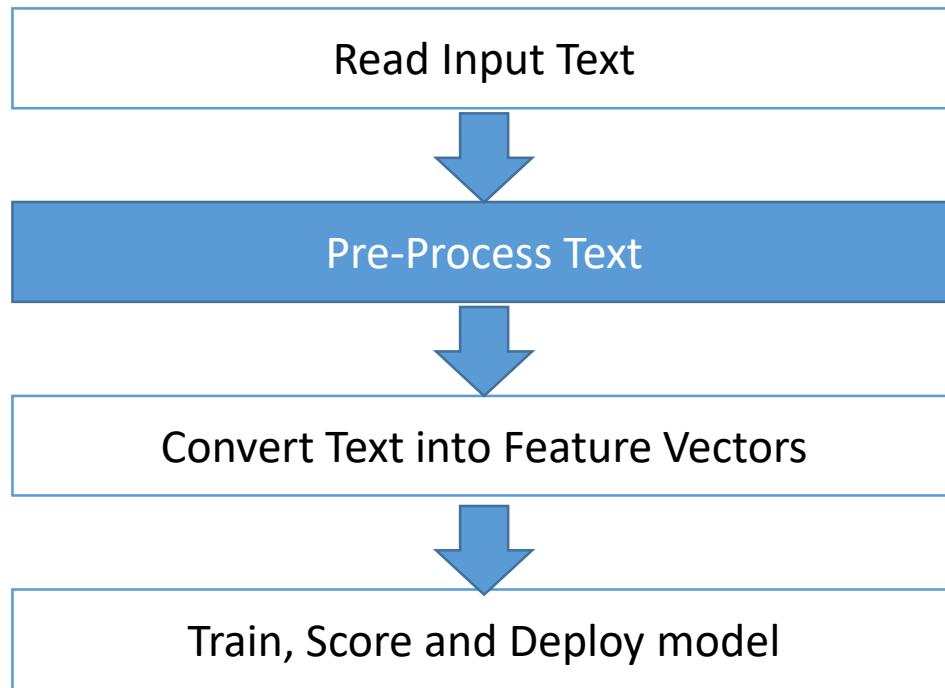 Read Input Text
Pre-Process Text
Convert Text into Feature Vectors
Train, Score and Deploy model